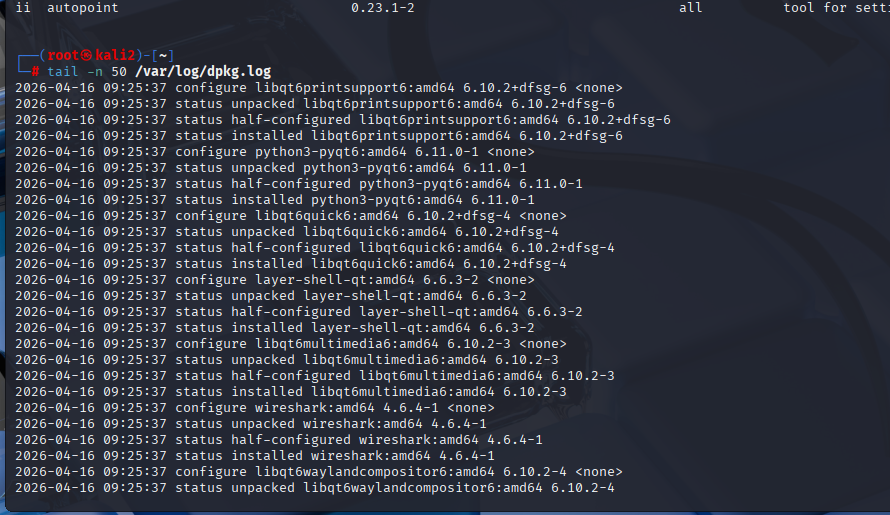 ii  autopoint                             0.23.1-2                                 all          tool for setti
┌──(root㉿kali2)-[~]
└─# tail -n 50 /var/log/dpkg.log
2026-04-16 09:25:37 configure libqt6printsupport6:amd64 6.10.2+dfsg-6 <none>
2026-04-16 09:25:37 status unpacked libqt6printsupport6:amd64 6.10.2+dfsg-6
2026-04-16 09:25:37 status half-configured libqt6printsupport6:amd64 6.10.2+dfsg-6
2026-04-16 09:25:37 status installed libqt6printsupport6:amd64 6.10.2+dfsg-6
2026-04-16 09:25:37 configure python3-pyqt6:amd64 6.11.0-1 <none>
2026-04-16 09:25:37 status unpacked python3-pyqt6:amd64 6.11.0-1
2026-04-16 09:25:37 status half-configured python3-pyqt6:amd64 6.11.0-1
2026-04-16 09:25:37 status installed python3-pyqt6:amd64 6.11.0-1
2026-04-16 09:25:37 configure libqt6quick6:amd64 6.10.2+dfsg-4 <none>
2026-04-16 09:25:37 status unpacked libqt6quick6:amd64 6.10.2+dfsg-4
2026-04-16 09:25:37 status half-configured libqt6quick6:amd64 6.10.2+dfsg-4
2026-04-16 09:25:37 status installed libqt6quick6:amd64 6.10.2+dfsg-4
2026-04-16 09:25:37 configure layer-shell-qt:amd64 6.6.3-2 <none>
2026-04-16 09:25:37 status unpacked layer-shell-qt:amd64 6.6.3-2
2026-04-16 09:25:37 status half-configured layer-shell-qt:amd64 6.6.3-2
2026-04-16 09:25:37 status installed layer-shell-qt:amd64 6.6.3-2
2026-04-16 09:25:37 configure libqt6multimedia6:amd64 6.10.2-3 <none>
2026-04-16 09:25:37 status unpacked libqt6multimedia6:amd64 6.10.2-3
2026-04-16 09:25:37 status half-configured libqt6multimedia6:amd64 6.10.2-3
2026-04-16 09:25:37 status installed libqt6multimedia6:amd64 6.10.2-3
2026-04-16 09:25:37 configure wireshark:amd64 4.6.4-1 <none>
2026-04-16 09:25:37 status unpacked wireshark:amd64 4.6.4-1
2026-04-16 09:25:37 status half-configured wireshark:amd64 4.6.4-1
2026-04-16 09:25:37 status installed wireshark:amd64 4.6.4-1
2026-04-16 09:25:37 configure libqt6waylandcompositor6:amd64 6.10.2-4 <none>
2026-04-16 09:25:37 status unpacked libqt6waylandcompositor6:amd64 6.10.2-4